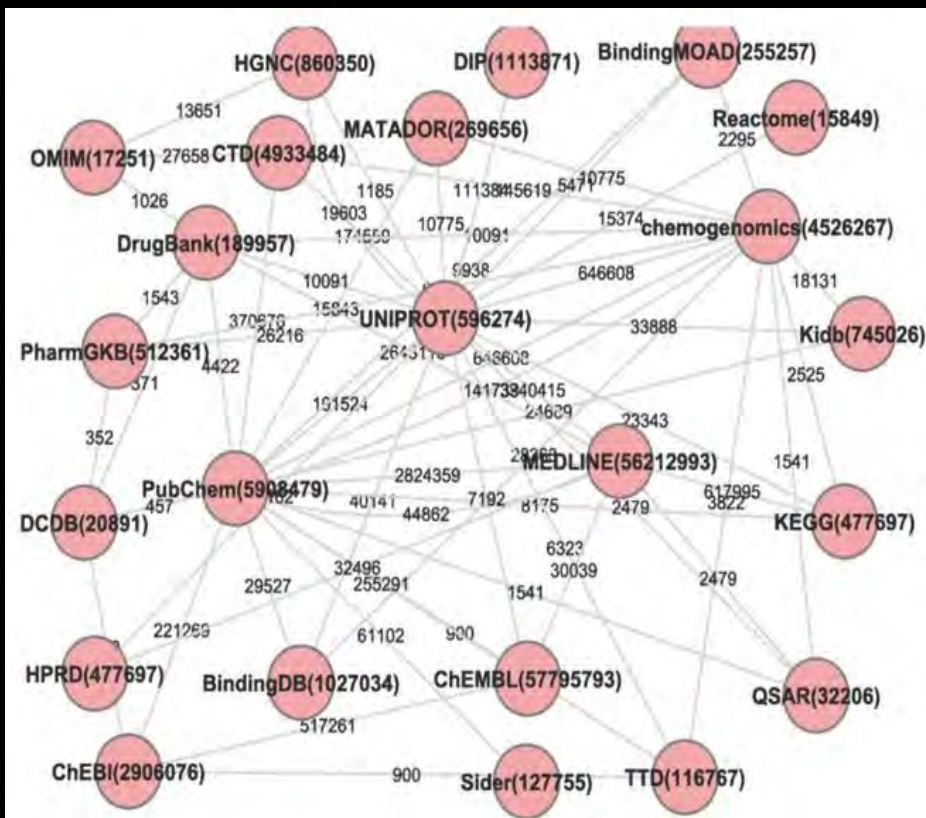 HGNC(860350)
DIP(1113871)
BindingMOAD(255257)
13651
MATADOR(269656)
Reactome(15849)
2295
OMIM(17251)
27658
CTD(4933484)
10775
5471
1185
1026
19603
15374
chemogenomics(4526267)
10775
10091
DrugBank(189957)
9938
646608
10091
18131
1543
UNIPROT(596274)
33888
Kidb(745026)
26216
PharmGKB(512361)
4422
371
2525
191524
24689
23343
352
MEDLINE(56212993)
1541
2824359
PubChem(5908479)
617995
457
40141
44862
7192
8175
2479
3822
DCDB(20891)
KEGG(477697)
6323
32496
30039
2479
29527
255291
1541
221269
61102
900
HPRD(477697)
BindingDB(1027034)
ChEMBL(57795793)
QSAR(32206)
517261
ChEBI(2906076)
900
Sider(127755)
TTD(116767)